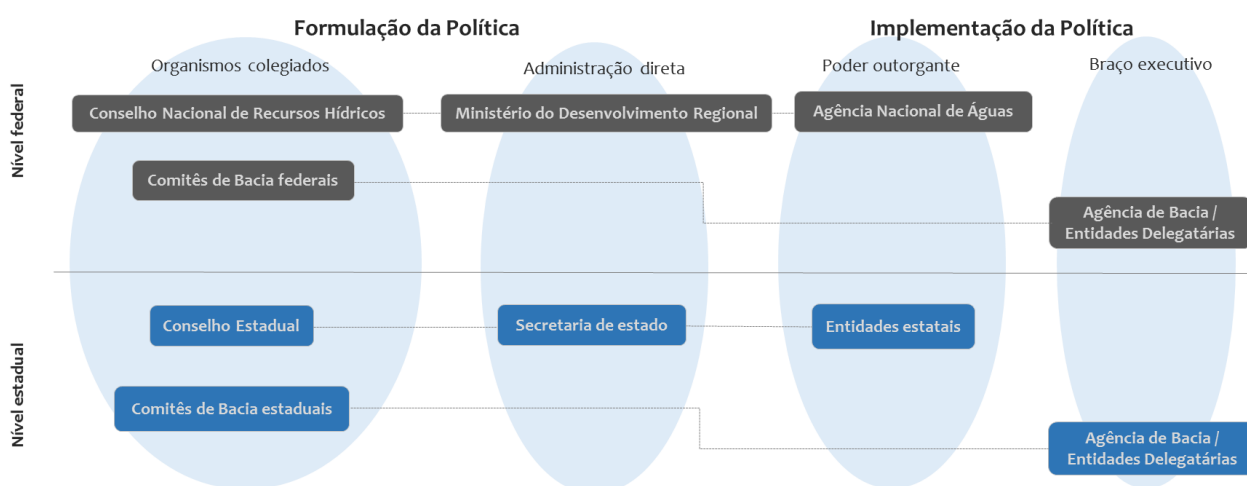 Formulação da Política
Implementação da Política
Organismos colegiados
Administração direta
Poder outorgante
Braço executivo
Nível federal
Conselho Nacional de Recursos Hídricos
Ministério do Desenvolvimento Regional
Agência Nacional de Águas
Comitês de Bacia federais
Agência de Bacia /
Entidades Delegatárias
Nível estadual
Conselho Estadual
Secretaria de estado
Entidades estatais
Comitês de Bacia estaduais
Agência de Bacia /
Entidades Delegatárias